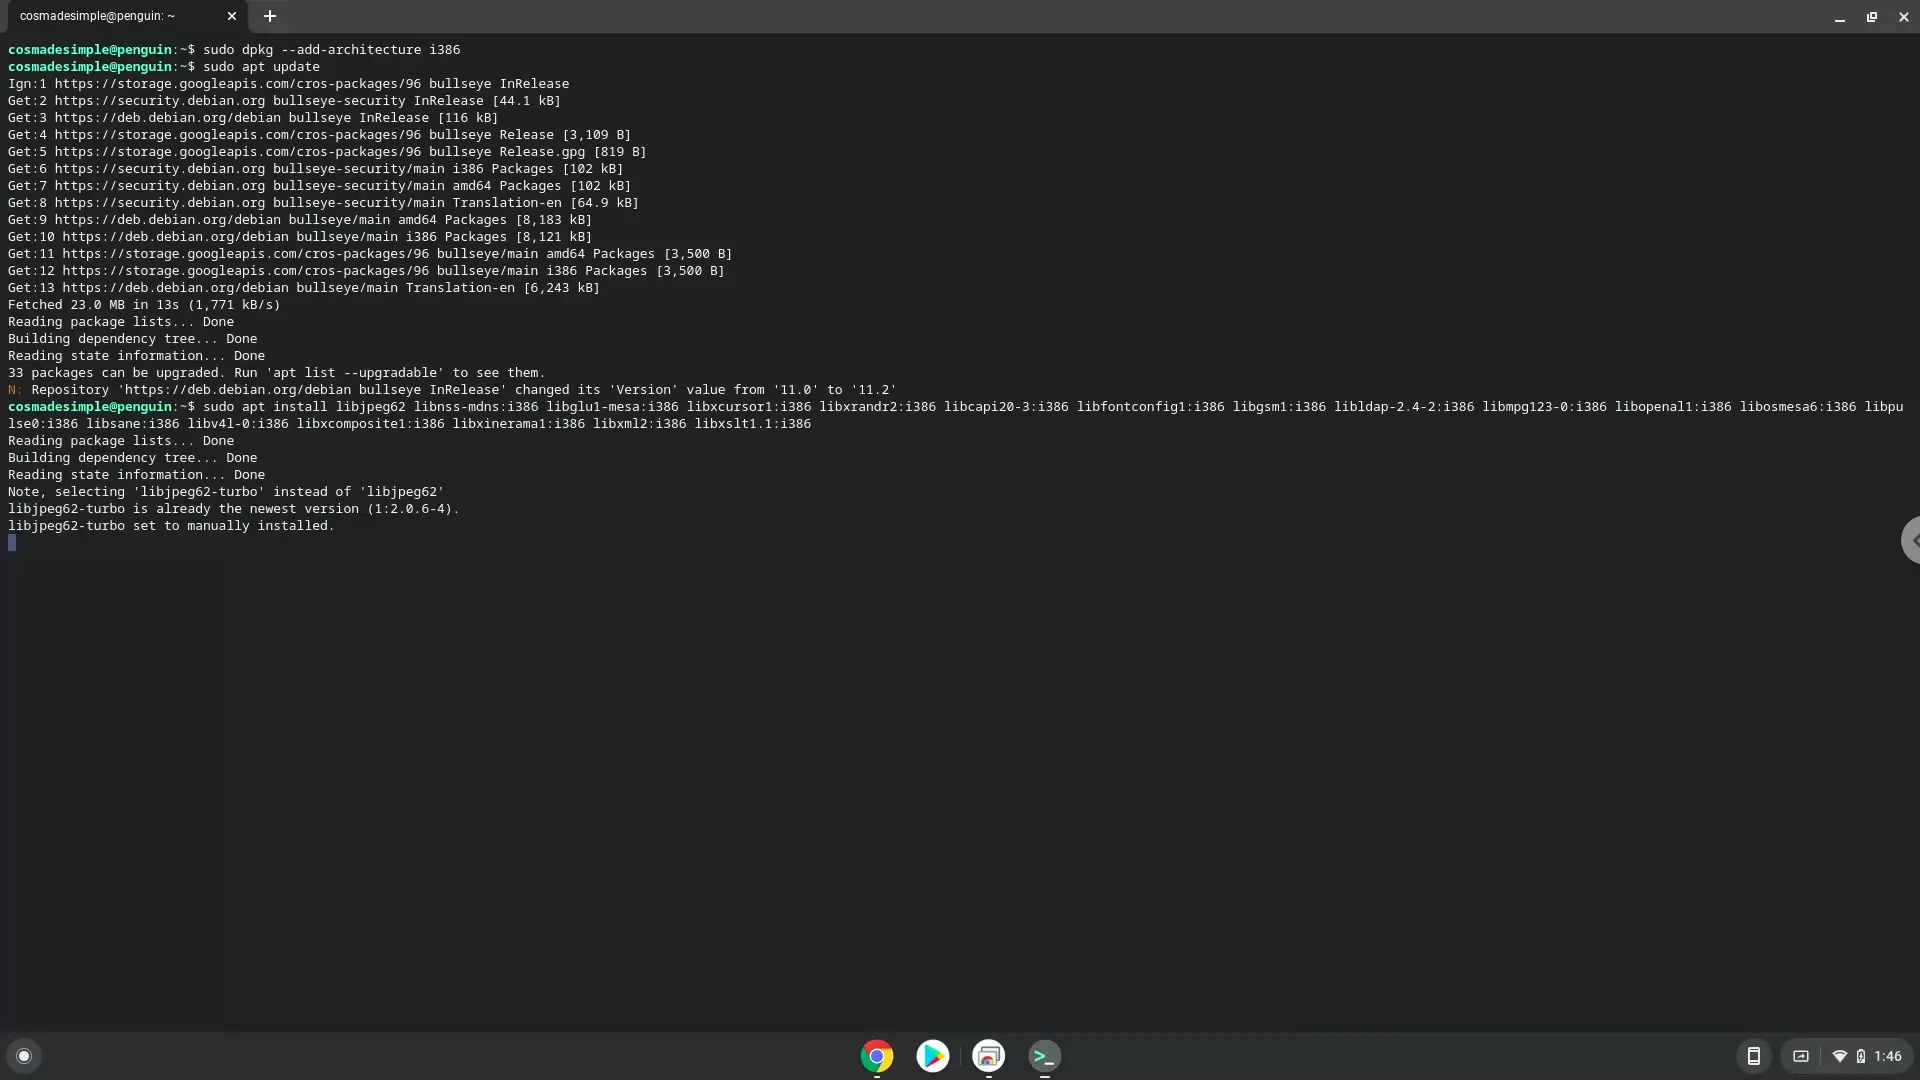 cosmadesimple@penguin: ~
cosmadesimple@penguin:~$ sudo dpkg --add-architecture i386
cosmadesimple@penguin:~$ sudo apt update
Ign:1 https://storage.googleapis.com/cros-packages/96 bullseye InRelease
Get:2 https://security.debian.org bullseye-security InRelease [44.1 kB]
Get:3 https://deb.debian.org/debian bullseye InRelease [116 kB]
Get:4 https://storage.googleapis.com/cros-packages/96 bullseye Release [3,109 B]
Get:5 https://storage.googleapis.com/cros-packages/96 bullseye Release.gpg [819 B]
Get:6 https://security.debian.org bullseye-security/main i386 Packages [102 kB]
Get:7 https://security.debian.org bullseye-security/main amd64 Packages [102 kB]
Get:8 https://security.debian.org bullseye-security/main Translation-en [64.9 kB]
Get:9 https://deb.debian.org/debian bullseye/main amd64 Packages [8,183 kB]
Get:10 https://deb.debian.org/debian bullseye/main i386 Packages [8,121 kB]
Get:11 https://storage.googleapis.com/cros-packages/96 bullseye/main amd64 Packages [3,500 B]
Get:12 https://storage.googleapis.com/cros-packages/96 bullseye/main i386 Packages [3,500 B]
Get:13 https://deb.debian.org/debian bullseye/main Translation-en [6,243 kB]
Fetched 23.0 MB in 13s (1,771 kB/s)
Reading package lists... Done
Building dependency tree... Done
Reading state information... Done
33 packages can be upgraded. Run 'apt list --upgradable' to see them.
N: Repository 'https://deb.debian.org/debian bullseye InRelease' changed its 'Version' value from '11.0' to '11.2'
cosmadesimple@penguin:~$ sudo apt install libjpeg62 libnss-mdns:i386 libglu1-mesa:i386 libxcursor1:i386 libxrandr2:i386 libcapi20-3:i386 libfontconfig1:i386 libgsm1:i386 libldap-2.4-2:i386 libmpg123-0:i386 libopenal1:i386 libosmesa6:i386 libpu
lse0:i386 libsane:i386 libv4l-0:i386 libxcomposite1:i386 libxinerama1:i386 libxml2:i386 libxslt1.1:i386
Reading package lists... Done
Building dependency tree... Done
Reading state information... Done
Note, selecting 'libjpeg62-turbo' instead of 'libjpeg62'
libjpeg62-turbo is already the newest version (1:2.0.6-4).
libjpeg62-turbo set to manually installed.
1:46